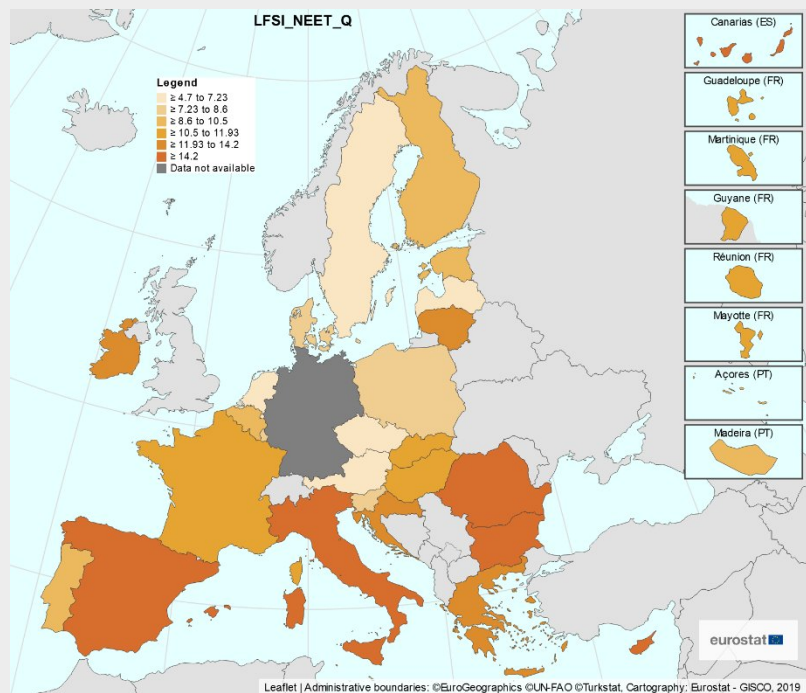 LFSI_NEET_Q
Legend
≥ 4.7 to 7.23
≥ 7.23 to 8.6
≥ 8.6 to 10.5
≥ 10.5 to 11.93
≥ 11.93 to 14.2
≥ 14.2
Data not available
Canarias (ES)
Guadeloupe (FR)
Martinique (FR)
Guyane (FR)
Réunion (FR)
Mayotte (FR)
Açores (PT)
Madeira (PT)
eurostat
Leaflet | Administrative boundaries: ©EuroGeographics ©UN-FAO ©Turkstat, Cartography: Eurostat - GISCO, 2019